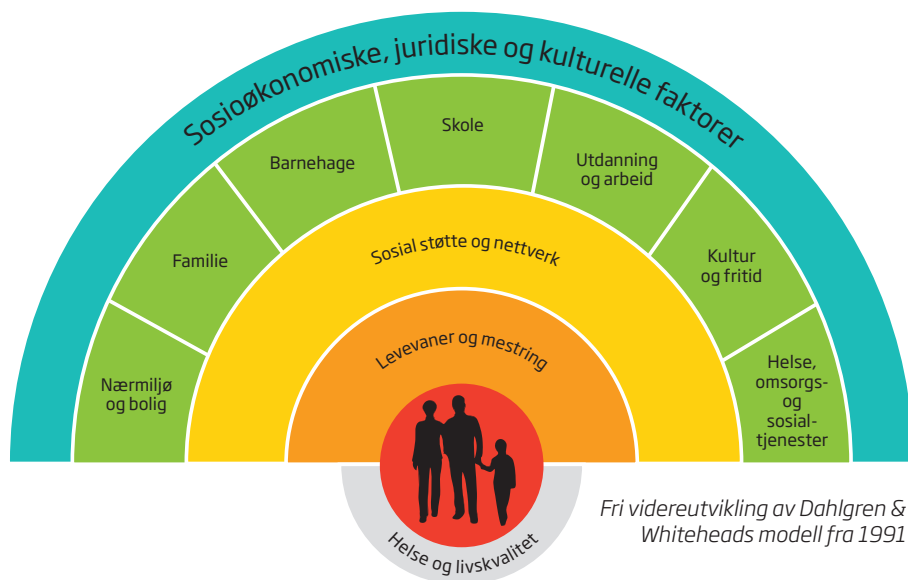 Sosioøkonomiske, juridiske og kulturelle faktorer
Nærmiljø
og bolig
Familie
Barnehage
Skole
Utdanning
og arbeid
Kultur
og fritid
Helse,
omsorgs-
og
sosial-
tjenester
Sosial støtte og nettverk
Levevaner og mestring
Helse og livskvalitet
Fri videreutvikling av Dahlgren &
Whiteheads modell fra 1991